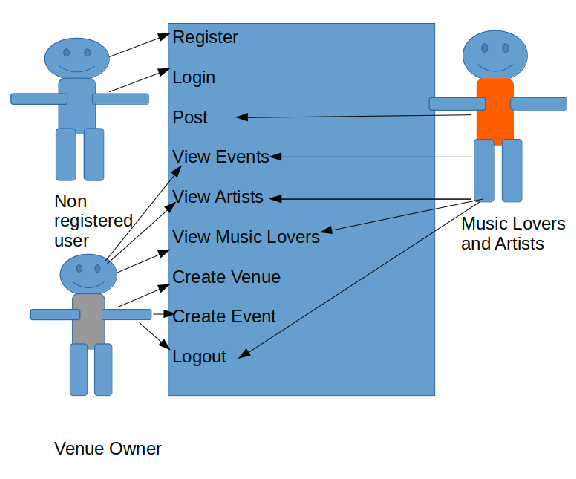 Register
Login
Post
View Events
View Artists
View Music Lovers
Create Venue
Create Event
Logout
Non
registered
user
Venue Owner
Music Lovers
and Artists